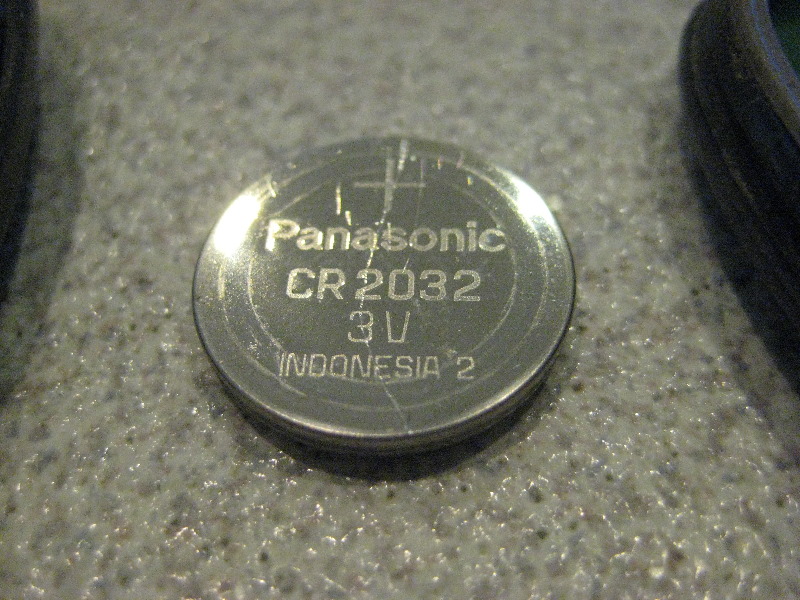 +
Panasonic
CR2032
3V
INDONESIA 2